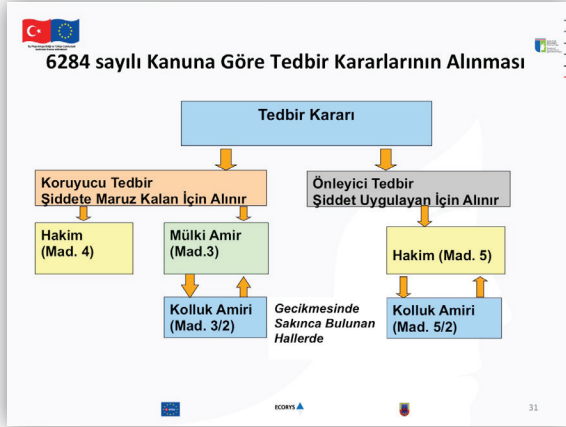 6284 sayılı Kanuna Göre Tedbir Kararlarının Alınması
Tedbir Kararı
Koruyucu Tedbir
Şiddete Maruz Kalan İçin Alınır
Önleyici Tedbir
Şiddet Uygulayan İçin Alınır
Hakim
(Mad. 4)
Mülki Amir
(Mad.3)
Hakim (Mad. 5)
Kolluk Amiri
(Mad. 3/2)
Gecikmesinde
Sakınca Bulunan
Hallerde
Kolluk Amiri
(Mad. 5/2)
ECORYS
31